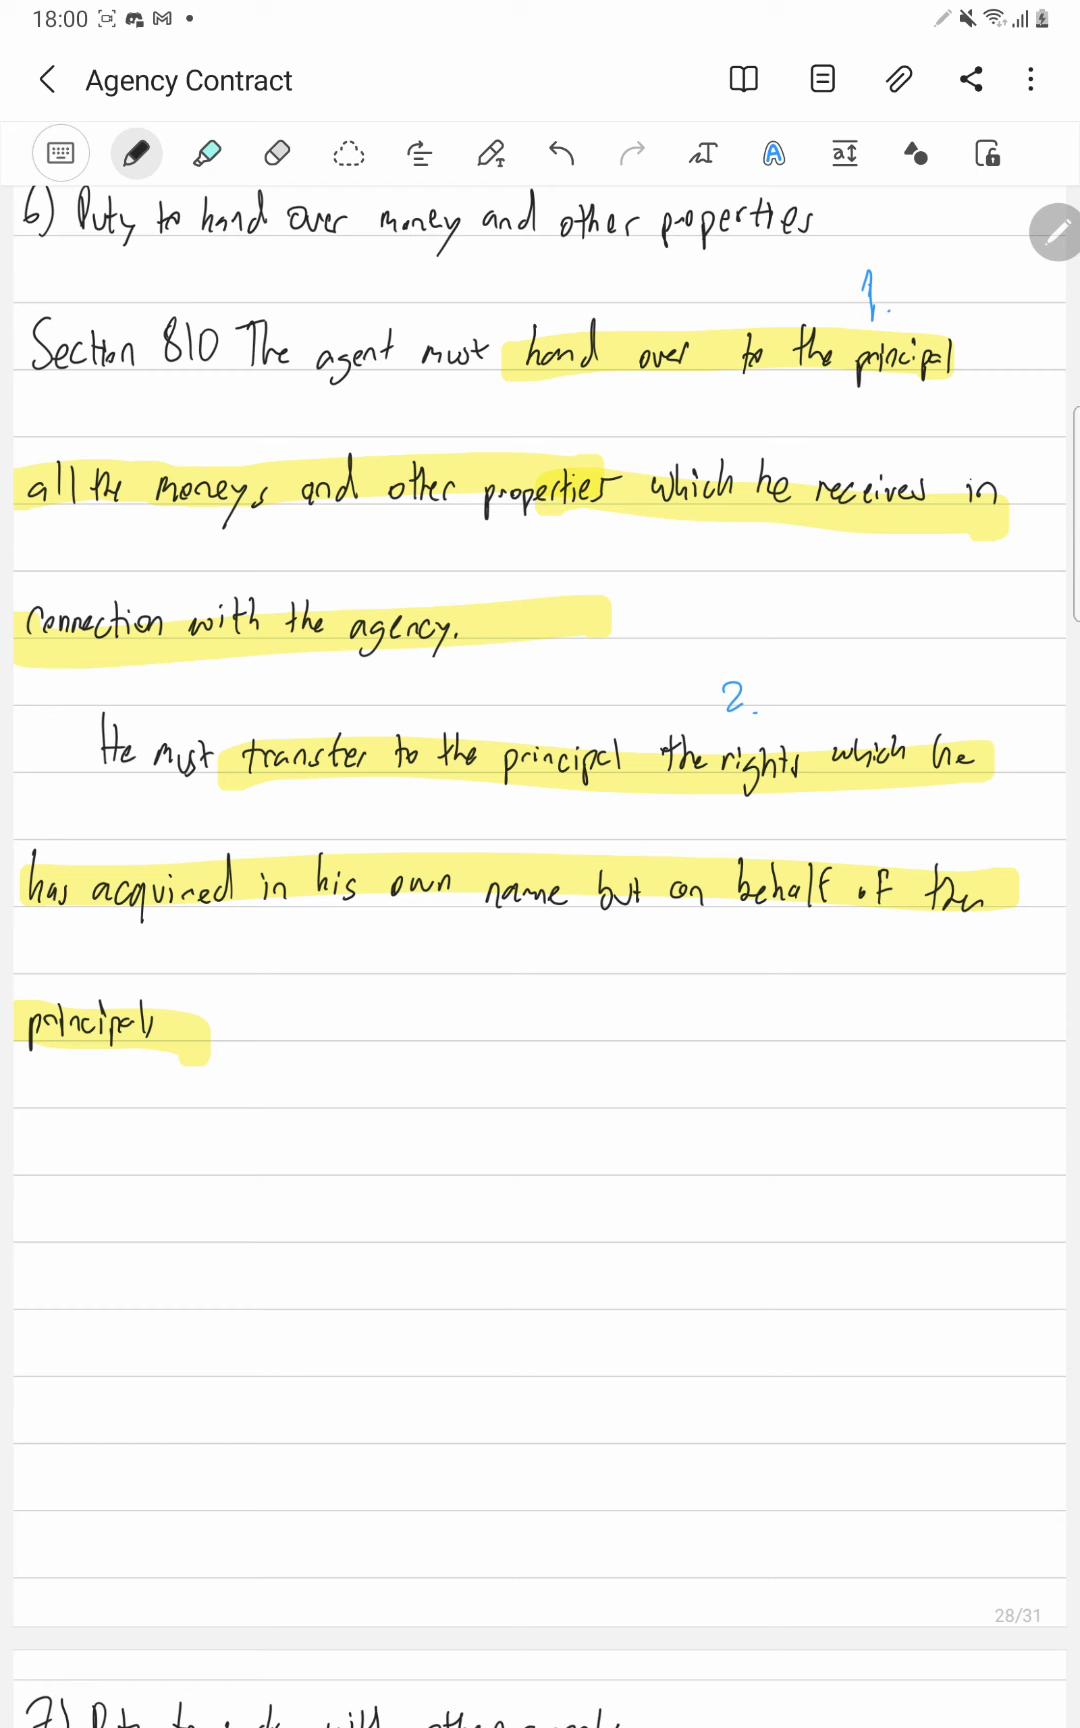 18:00
Agency Contract
6) Duty to hand over money and other properties
1.
Section 810 The agent must hand over to the principal
all the moneys and other properties which he receives in
connection with the agency.
2.
He must transfer to the principal the rights which he
has acquired in his own name but on behalf of the
principal,
28/31
7) Duty to